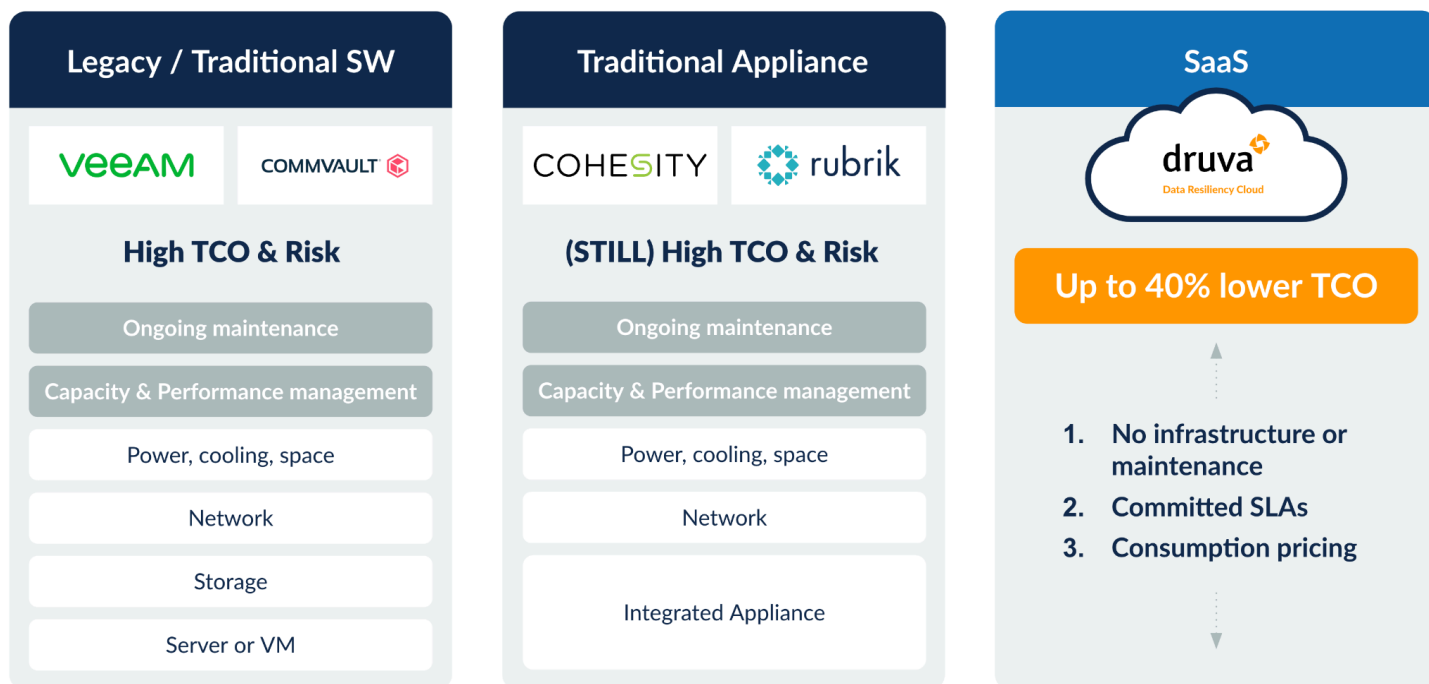 Legacy / Traditional SW
veeAM
COMMVAULT
High TCO & Risk
Ongoing maintenance
Capacity & Performance management
Power, cooling, space
Network
Storage
Server or VM
Traditional Appliance
COHESITY
rubrik
(STILL) High TCO & Risk
Ongoing maintenance
Capacity & Performance management
Power, cooling, space
Network
Integrated Appliance
SaaS
druva
Data Resiliency Cloud
Up to 40% lower TCO
1. No infrastructure or
maintenance
2. Committed SLAs
3. Consumption pricing